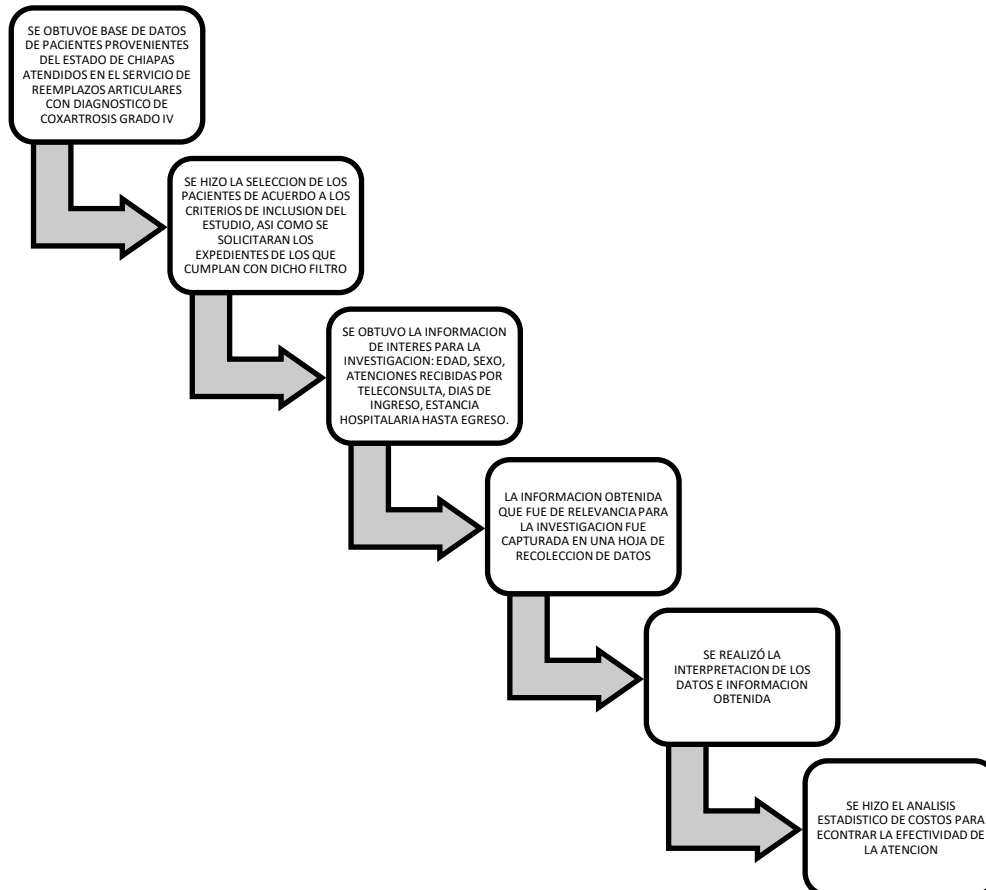 SE OBTUVOE BASE DE DATOS
DE PACIENTES PROVENIENTES
DEL ESTADO DE CHIAPAS
ATENDIDOS EN EL SERVICIO DE
REEMPLAZOS ARTICULARES
CON DIAGNOSTICO DE
COXARTROSIS GRADO IV
SE HIZO LA SELECCION DE LOS
PACIENTES DE ACUERDO A LOS
CRITERIOS DE INCLUSION DEL
ESTUDIO, ASI COMO SE
SOLICITARAN LOS
EXPEDIENTES DE LOS QUE
CUMPLAN CON DICHO FILTRO
SE OBTUVO LA INFORMACION
DE INTERES PARA LA
INVESTIGACION: EDAD, SEXO,
ATENCIONES RECIBIDAS POR
TELECONSULTA, DIAS DE
INGRESO, ESTANCIA
HOSPITALARIA HASTA EGRESO.
LA INFORMACION OBTENIDA
QUE FUE DE RELEVANCIA PARA
LA INVESTIGACION FUE
CAPTURADA EN UNA HOJA DE
RECOLECCION DE DATOS
SE REALIZÓ LA
INTERPRETACION DE LOS
DATOS E INFORMACION
OBTENIDA
SE HIZO EL ANALISIS
ESTADISTICO DE COSTOS PARA
ECONTRAR LA EFECTIVIDAD DE
LA ATENCION